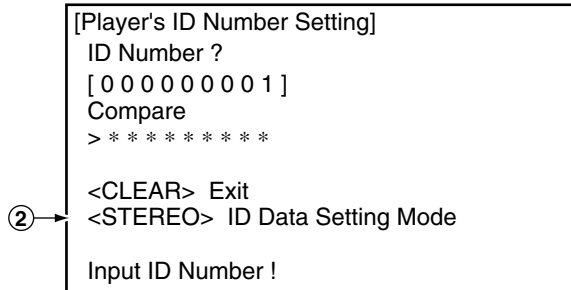 [Player's ID Number Setting]
ID Number ?
[ 0 0 0 0 0 0 0 0 1 ]
Compare
> * * * * * * * * *
<CLEAR> Exit
② <STEREO> ID Data Setting Mode
Input ID Number !